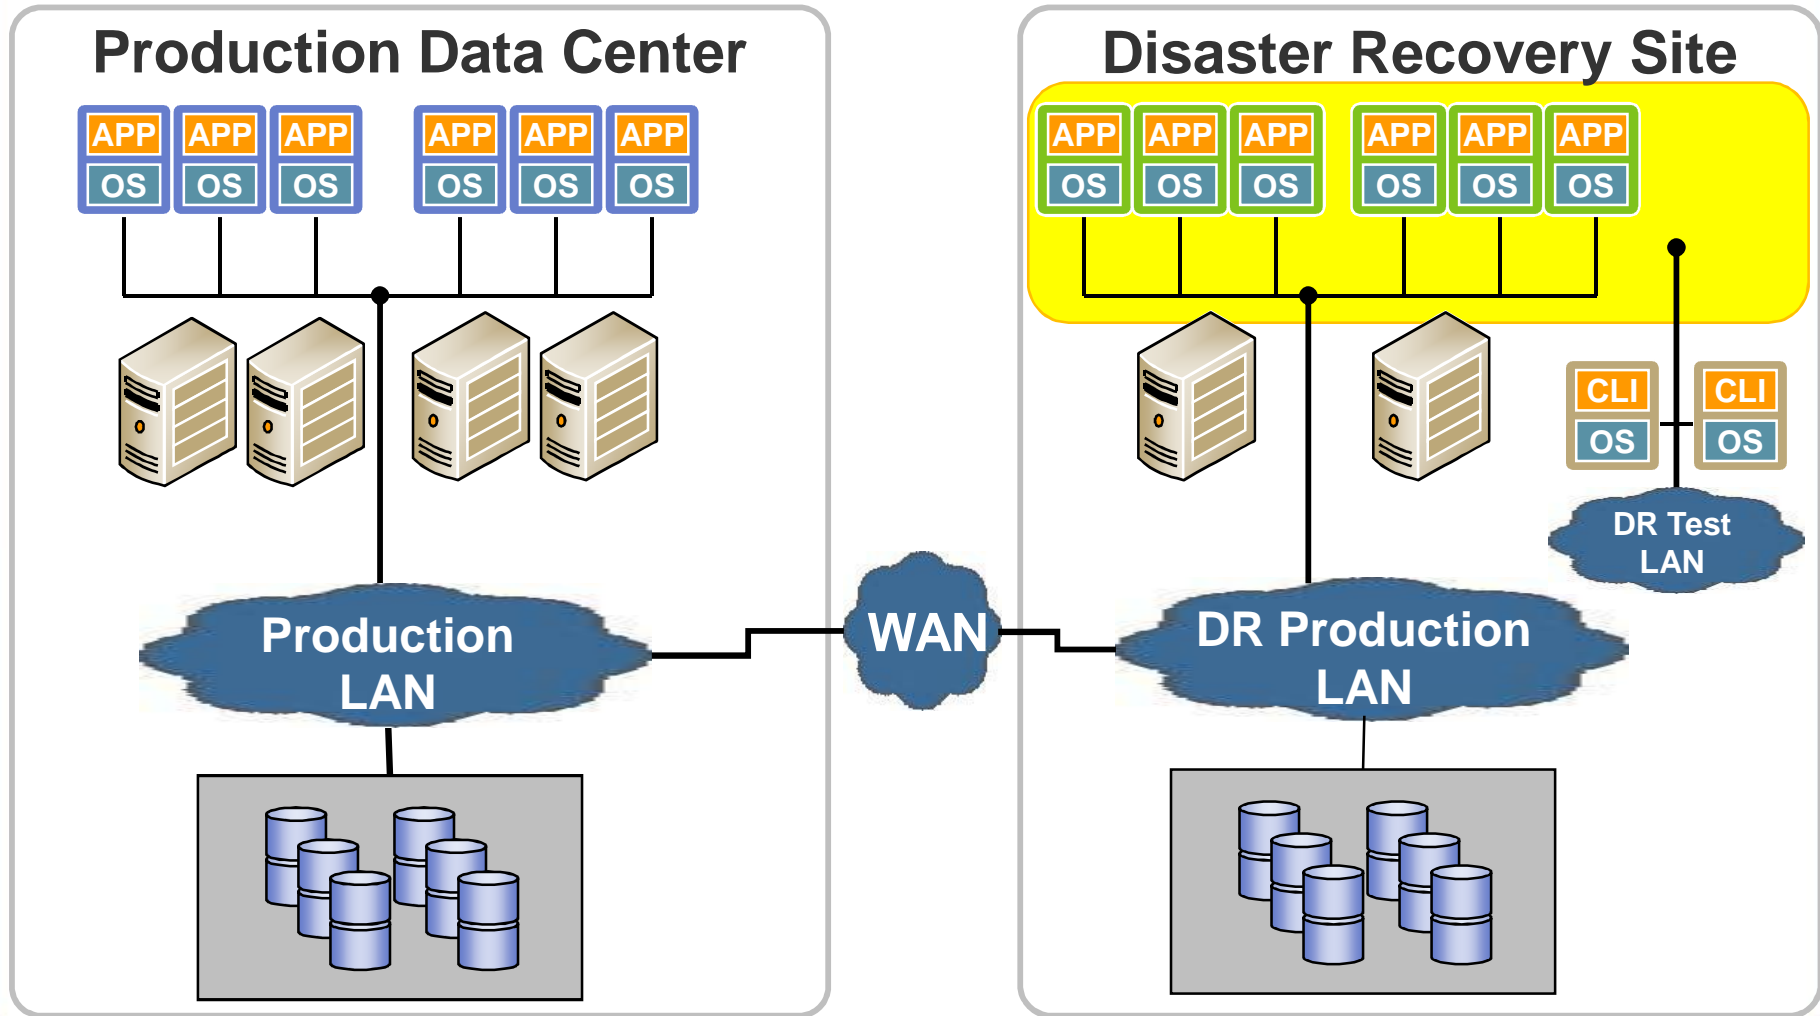 Production Data Center
Disaster Recovery Site
APP APP APP APP APP APP
OS OS OS OS OS OS
APP APP APP APP APP APP
OS OS OS OS OS OS
CLI CLI
OS OS
DR Test
LAN
Production
LAN
WAN
DR Production
LAN